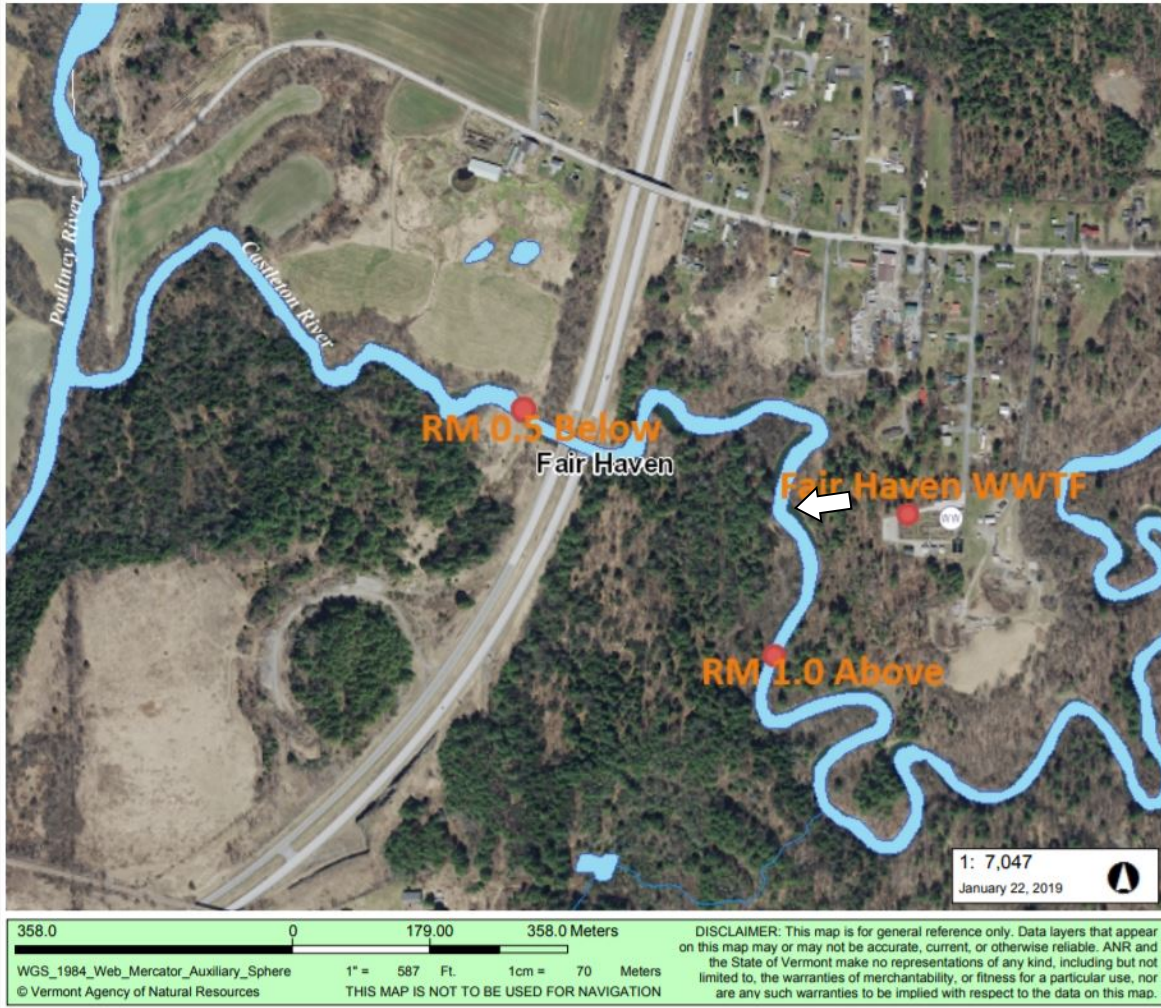 Poultney River
Castleton River
RM 0.5 Below
Fair Haven
Fair Haven WWTF
WW
RM 1.0 Above
1: 7,047
January 22, 2019
358.0 0 179.00 358.0 Meters
WGS_1984_Web_Mercator_Auxiliary_Sphere
© Vermont Agency of Natural Resources
1" = 587 Ft. 1cm = 70 Meters
THIS MAP IS NOT TO BE USED FOR NAVIGATION
DISCLAIMER: This map is for general reference only. Data layers that appear
on this map may or may not be accurate, current, or otherwise reliable. ANR and
the State of Vermont make no representations of any kind, including but not
limited to, the warranties of merchantability, or fitness for a particular use, nor
are any such warranties to be implied with respect to the data on this map.